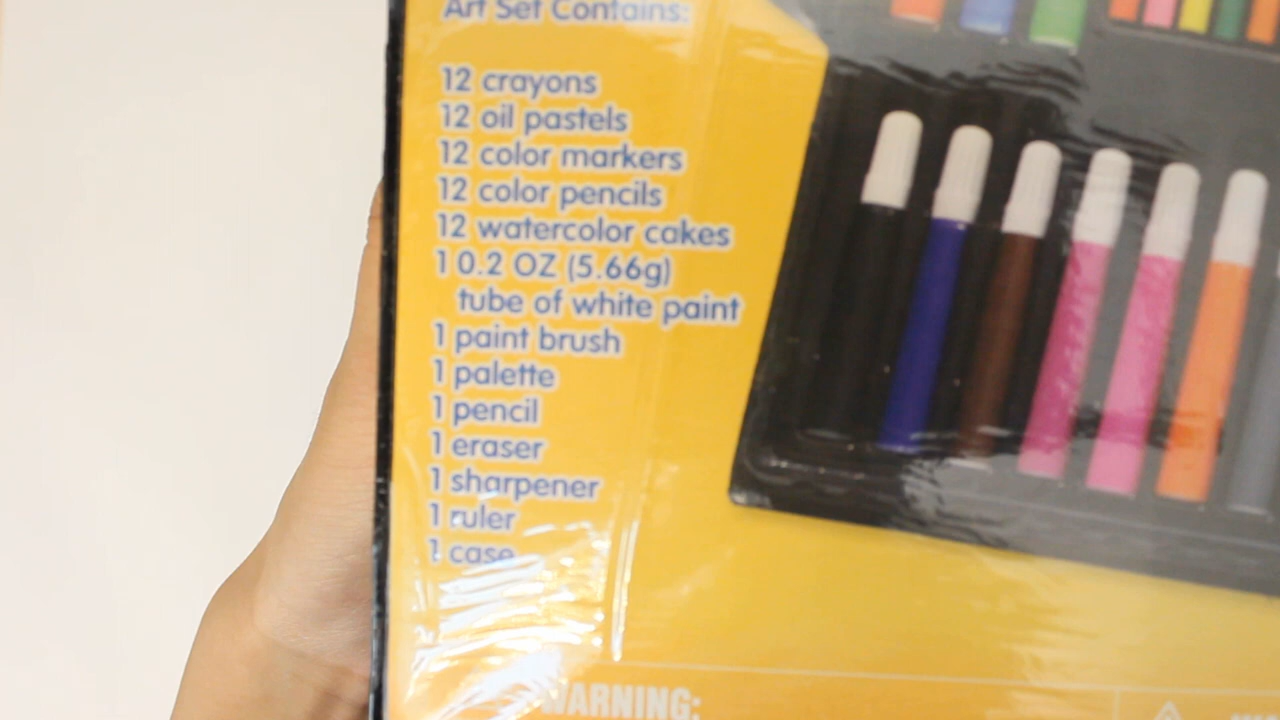 Art Set Contains:
12 crayons
12 oil pastels
12 color markers
12 color pencils
12 watercolor cakes
1 0.2 OZ (5.66g)
tube of white paint
1 paint brush
1 palette
1 pencil
1 eraser
1 sharpener
1 ruler
1 case
WARNING: